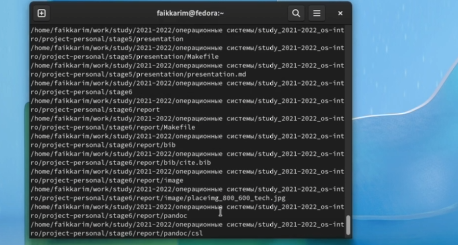 faikkarim@fedora:~
/home/faikkarim/work/study/2021-2022/операционные системы/study_2021-2022_os-int
ro/project-personal/stage5/presentation
/home/faikkarim/work/study/2021-2022/операционные системы/study_2021-2022_os-int
ro/project-personal/stage5/presentation/Makefile
/home/faikkarim/work/study/2021-2022/операционные системы/study_2021-2022_os-int
ro/project-personal/stage5/presentation/presentation.md
/home/faikkarim/work/study/2021-2022/операционные системы/study_2021-2022_os-int
ro/project-personal/stage6
/home/faikkarim/work/study/2021-2022/операционные системы/study_2021-2022_os-int
ro/project-personal/stage6/report
/home/faikkarim/work/study/2021-2022/операционные системы/study_2021-2022_os-int
ro/project-personal/stage6/report/Makefile
/home/faikkarim/work/study/2021-2022/операционные системы/study_2021-2022_os-int
ro/project-personal/stage6/report/bib
/home/faikkarim/work/study/2021-2022/операционные системы/study_2021-2022_os-int
ro/project-personal/stage6/report/bib/cite.bib
/home/faikkarim/work/study/2021-2022/операционные системы/study_2021-2022_os-int
ro/project-personal/stage6/report/image
/home/faikkarim/work/study/2021-2022/операционные системы/study_2021-2022_os-int
ro/project-personal/stage6/report/image/placeimg_800_600_tech.jpg
/home/faikkarim/work/study/2021-2022/операционные системы/study_2021-2022_os-int
ro/project-personal/stage6/report/pandoc
/home/faikkarim/work/study/2021-2022/операционные системы/study_2021-2022_os-int
ro/project-personal/stage6/report/pandoc/csl